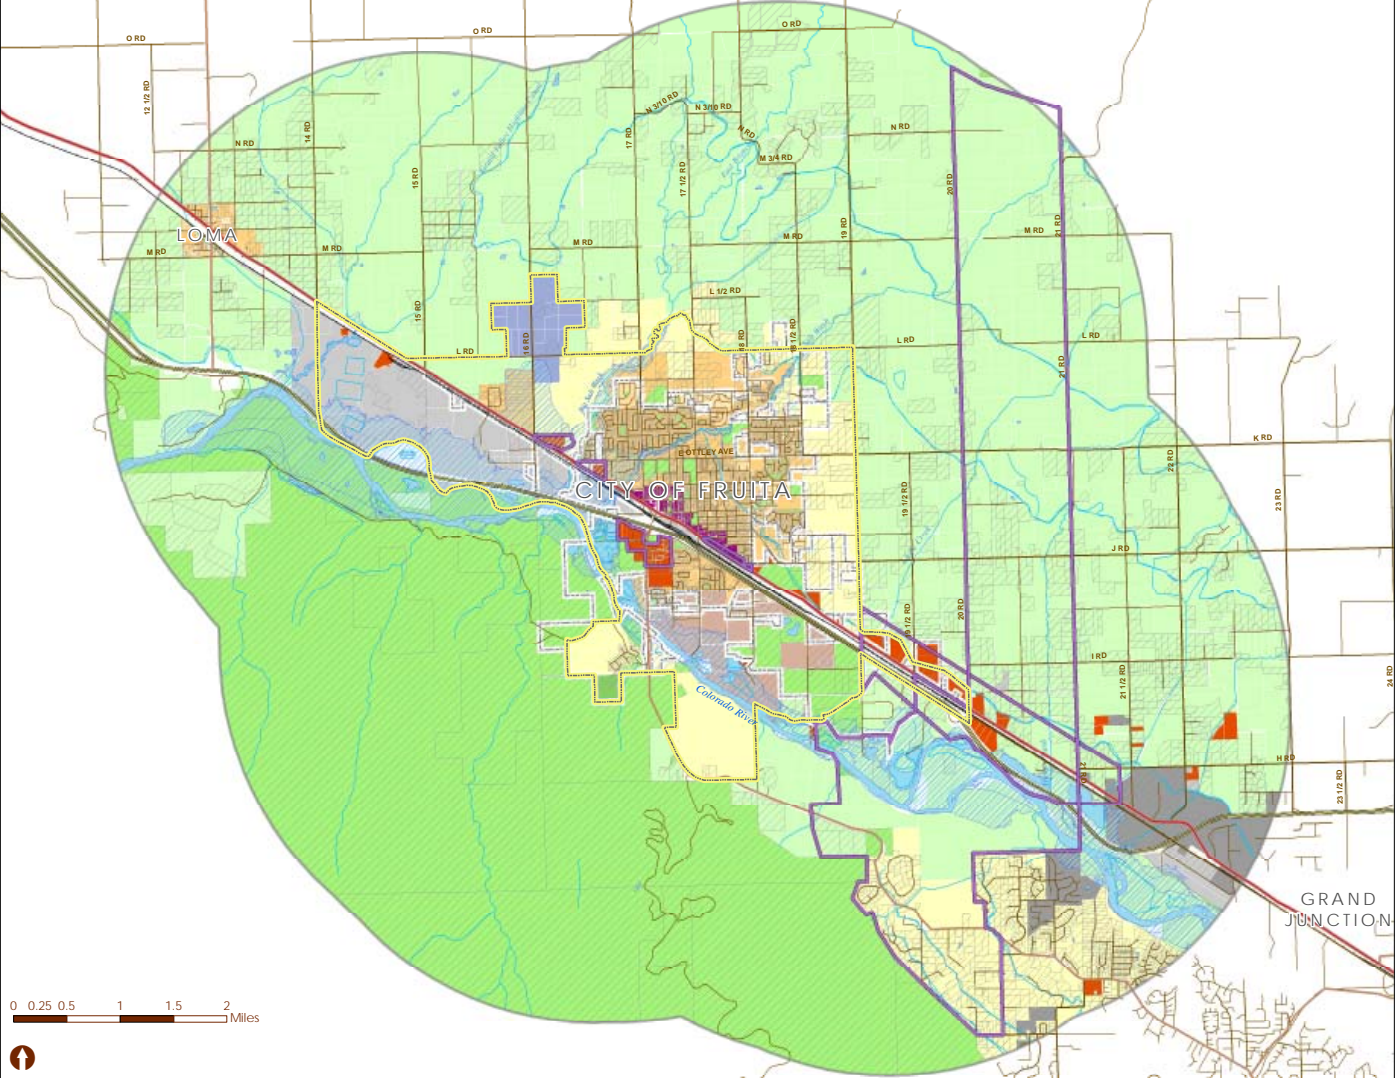 O RD
O RD
O RD
12 1/2 RD
14 RD
N RD
15 RD
17 RD
N 3/10 RD
N 3/10 RD
N RD
M 3/4 RD
N RD
17 1/2 RD
20 RD
19 RD
21 RD
LOMA
M RD
M RD
M RD
M RD
M RD
15 RD
L 1/2 RD
16 RD
L RD
18 RD
18 1/2 RD
L RD
L RD
21 RD
E OTTLEY AVE
K RD
22 RD
CITY OF FRUITA
19 1/2 RD
23 RD
J RD
19 1/2 RD
20 RD
I RD
21 1/2 RD
24 RD
Colorado River
H RD
21 RD
23 1/2 RD
GRAND
JUNCTION
0 0.25 0.5 1 1.5 2
Miles